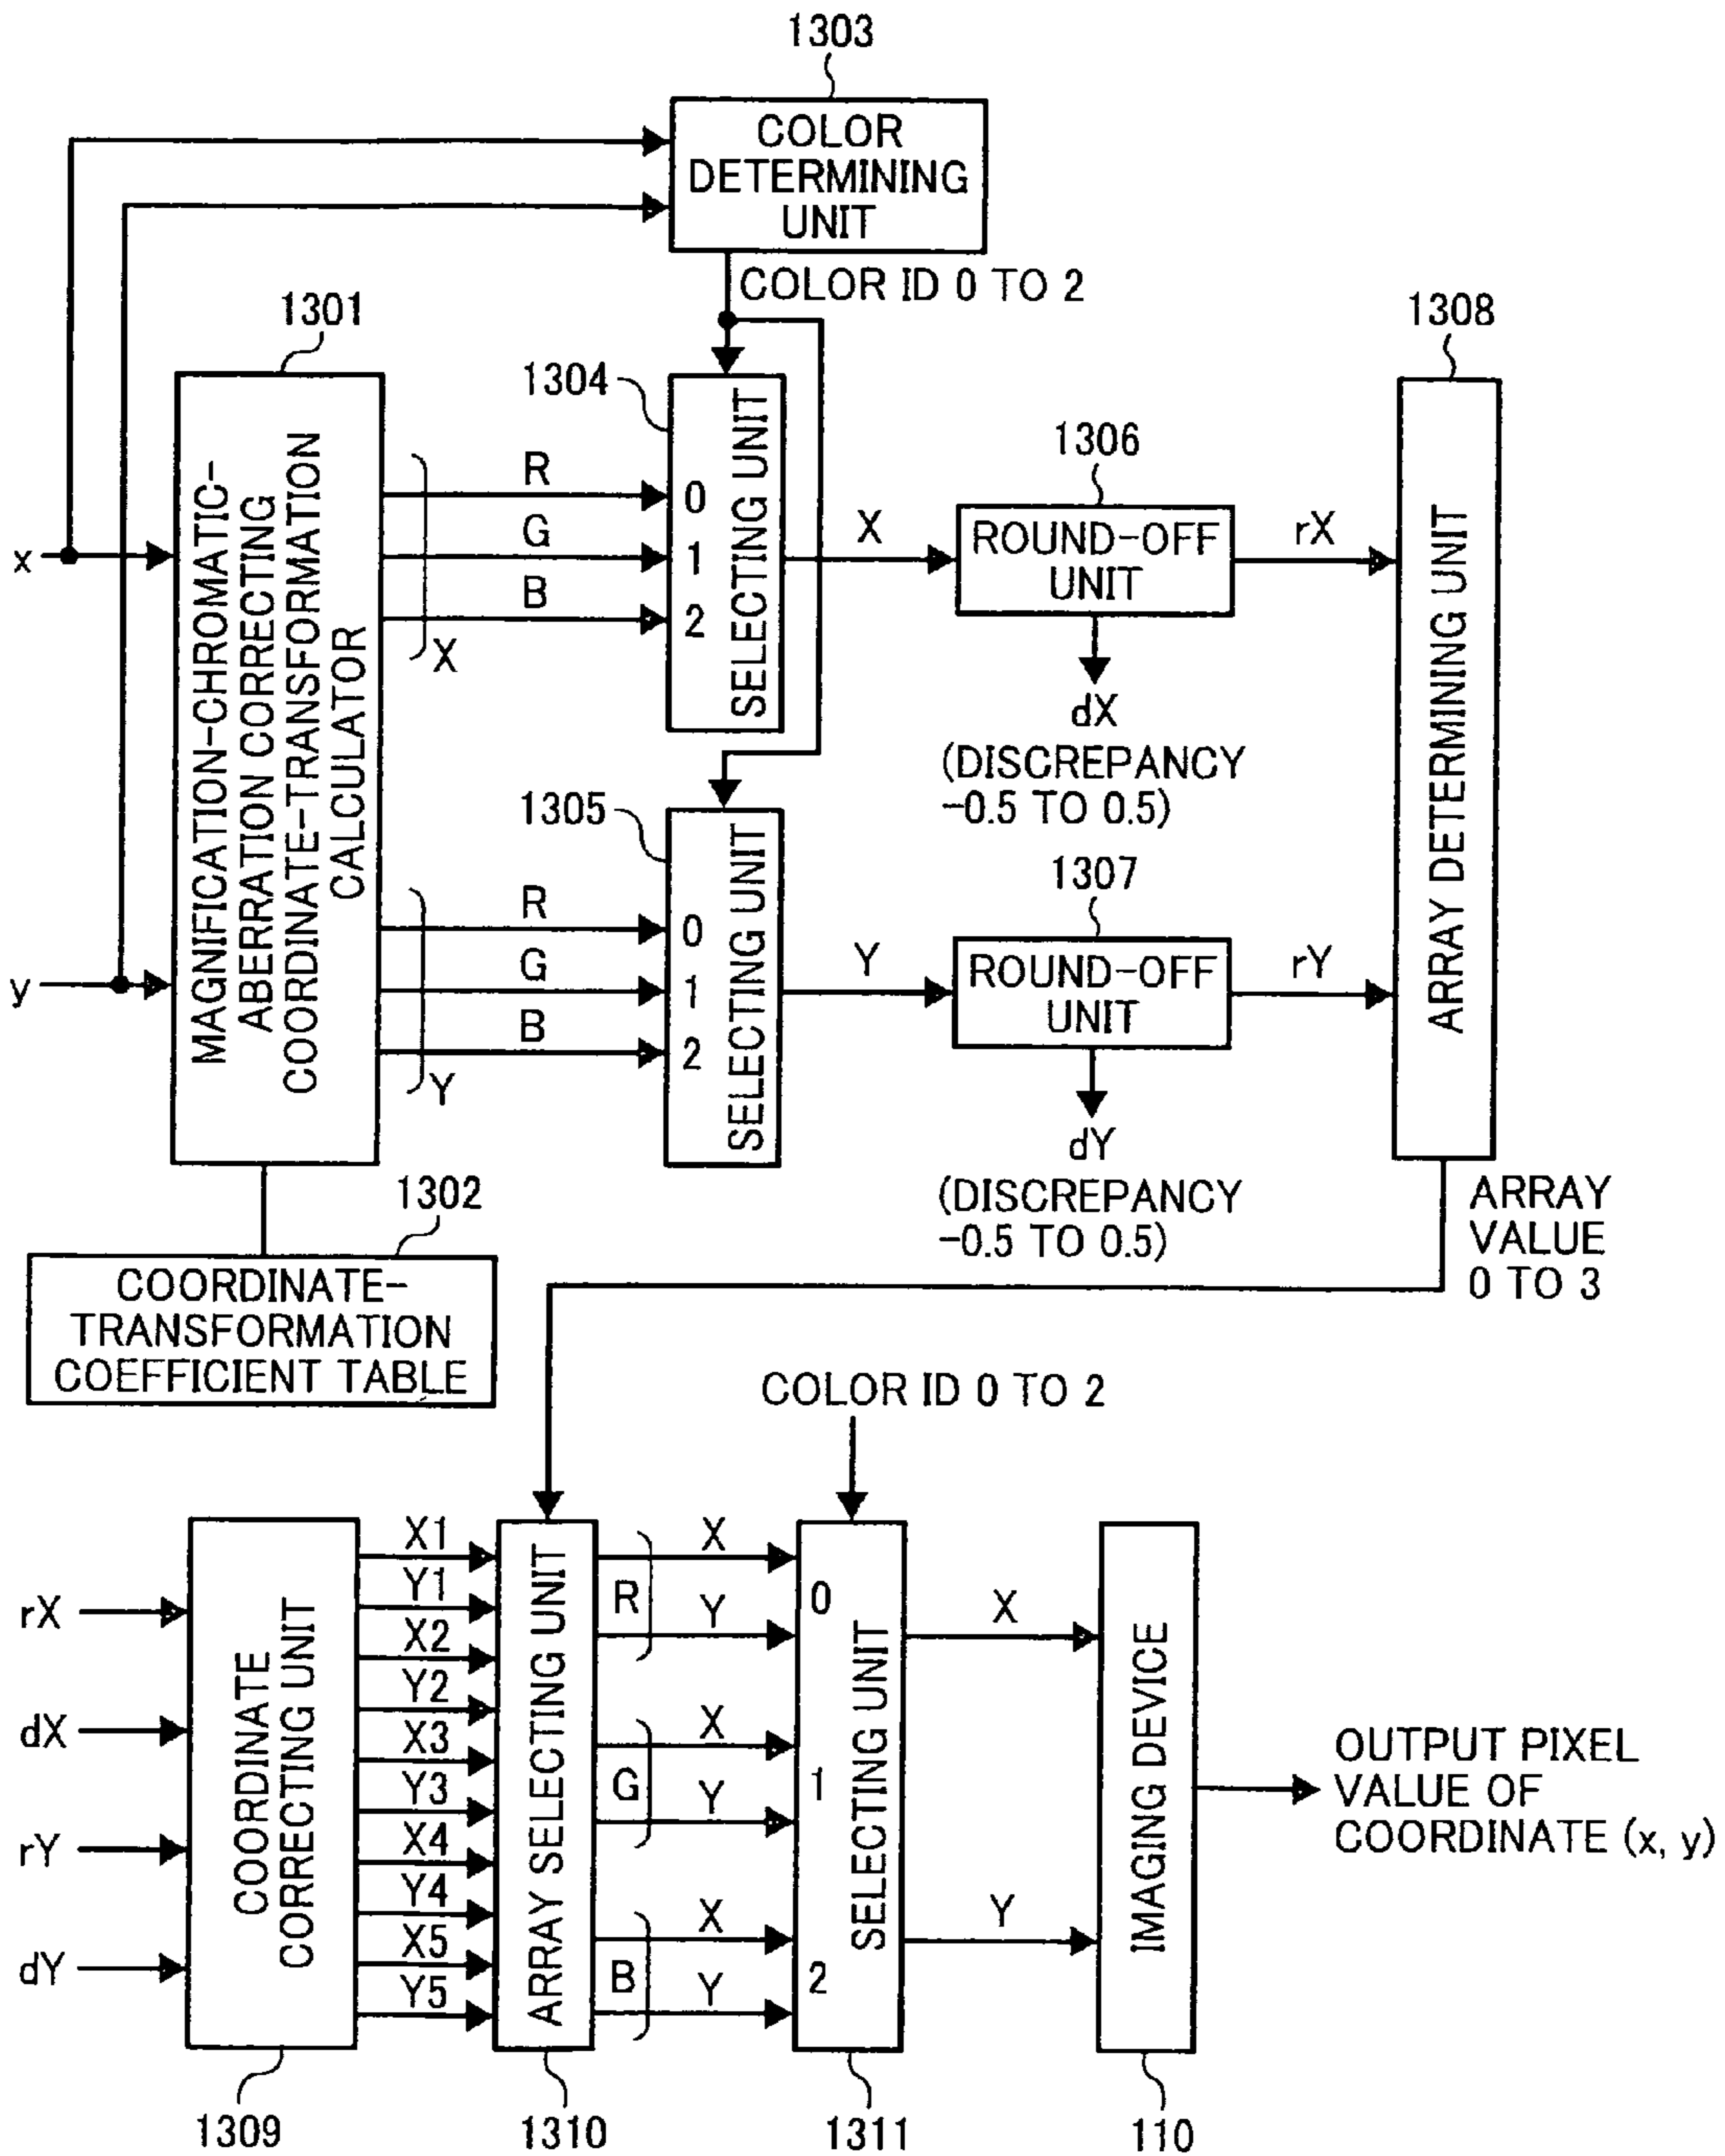 1303
COLOR
DETERMINING
UNIT
COLOR ID 0 TO 2
1301
1304
1308
MAGNIFICATION-CHROMATIC-
ABERRATION CORRECTING
COORDINATE-TRANSFORMATION
CALCULATOR
x
y
R
G
B
X
0
1
2
SELECTING UNIT
X
1306
ROUND-OFF
UNIT
rX
dX
(DISCREPANCY
-0.5 TO 0.5)
ARRAY DETERMINING UNIT
1305
R
G
B
Y
0
1
2
SELECTING UNIT
Y
1307
ROUND-OFF
UNIT
rY
dY
(DISCREPANCY
-0.5 TO 0.5)
ARRAY
VALUE
0 TO 3
1302
COORDINATE-
TRANSFORMATION
COEFFICIENT TABLE
COLOR ID 0 TO 2
rX
dX
rY
dY
COORDINATE
CORRECTING UNIT
X1
Y1
X2
Y2
X3
Y3
X4
Y4
X5
Y5
ARRAY SELECTING UNIT
R
G
B
X
Y
X
Y
X
Y
0
1
2
SELECTING UNIT
X
Y
IMAGING DEVICE
OUTPUT PIXEL
VALUE OF
COORDINATE (x, y)
1309
1310
1311
110